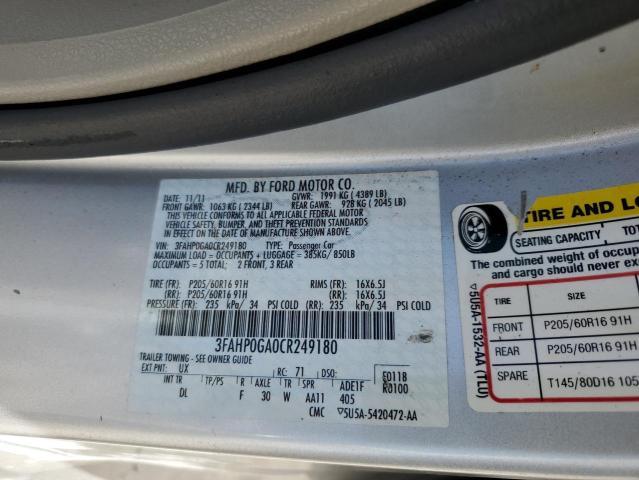 MFD. BY FORD MOTOR CO.
DATE: 11/11 GVWR: 1991 KG ( 4389 LB)
FRONT GAWR: 1063 KG ( 2344 LB) REAR GAWR: 928 KG ( 2045 LB)
THIS VEHICLE CONFORMS TO ALL APPLICABLE FEDERAL MOTOR
VEHICLE SAFETY, BUMPER, AND THEFT PREVENTION STANDARDS
IN EFFECT ON THE DATE OF MANUFACTURE SHOWN ABOVE.
VIN: 3FAHP0GA0CR249180 TYPE: Passenger Car
MAXIMUM LOAD = OCCUPANTS + LUGGAGE = 385KG/ 850LB
OCCUPANTS = 5 TOTAL: 2 FRONT, 3 REAR
TIRE (FR): P205/60R16 91H RIMS (FR): 16X6.5J
(RR): P205/60R16 91H (RR): 16X6.5J
PRESSURE (FR): 235 kPa/ 34 PSI COLD (RR): 235 kPa/ 34 PSI COLD
3FAHP0GA0CR249180
TRAILER TOWING - SEE OWNER GUIDE
EXT PNT: UX RC: 71 DSO: E0118
R0100
INT TR TP/PS R AXLE TR SPR ADE1F
DL F 30 W AA11 405
CMC 5U5A-5420472-AA
TIRE AND LO
SEATING CAPACITY TOT
The combined weight of occup
and cargo should never exce
5U5A-1532-AA (TLU)
TIRE SIZE
FRONT P205/60R16 91H
REAR P205/60R16 91H
SPARE T145/80D16 105